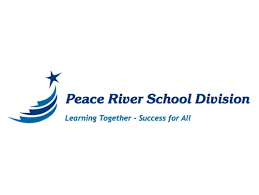 Peace River School Division
Learning Together - Success for All